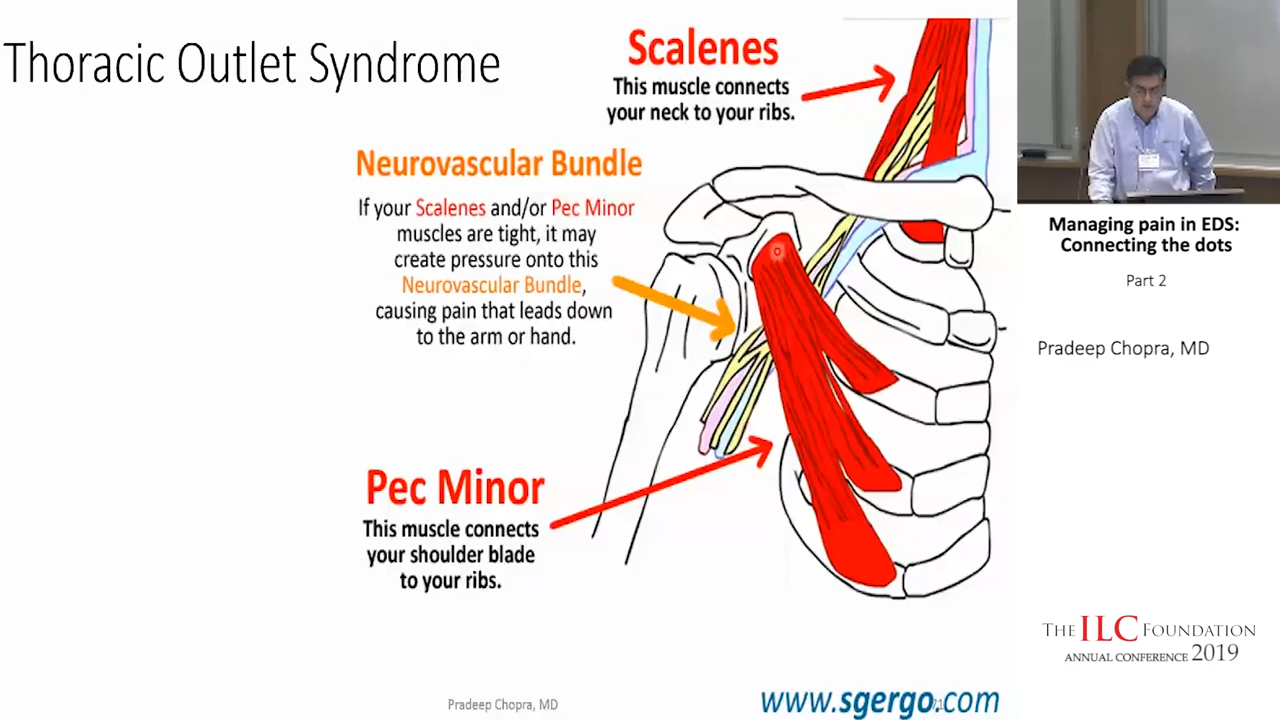 Thoracic Outlet Syndrome
Scalenes
This muscle connects
your neck to your ribs.
Neurovascular Bundle
If your Scalenes and/or Pec Minor
muscles are tight, it may
create pressure onto this
Neurovascular Bundle,
causing pain that leads down
to the arm or hand.
Pec Minor
This muscle connects
your shoulder blade
to your ribs.
Pradeep Chopra, MD
www.sgergo.com
71
Managing pain in EDS:
Connecting the dots
Part 2
Pradeep Chopra, MD
THE ILC FOUNDATION
ANNUAL CONFERENCE 2019